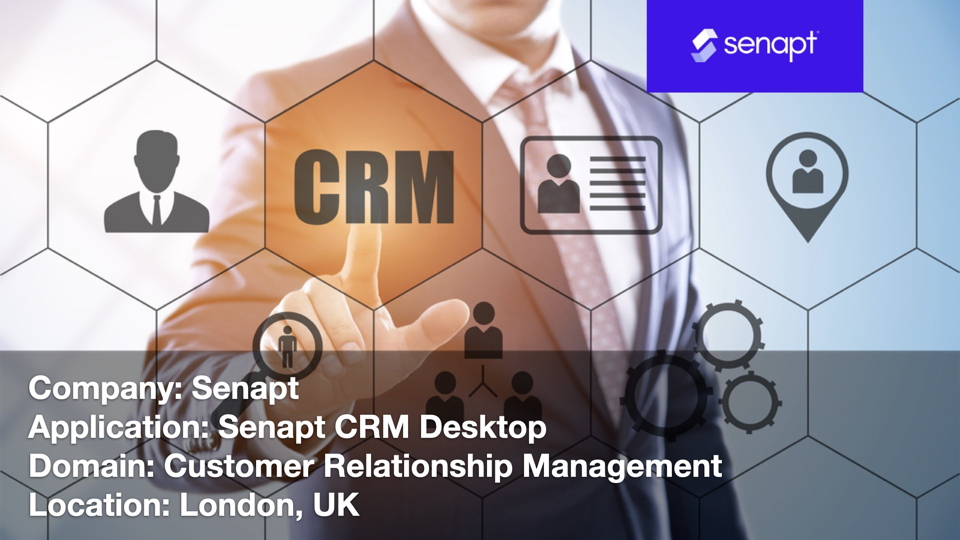 senapt
CRM
Company: Senapt
Application: Senapt CRM Desktop
Domain: Customer Relationship Management
Location: London, UK